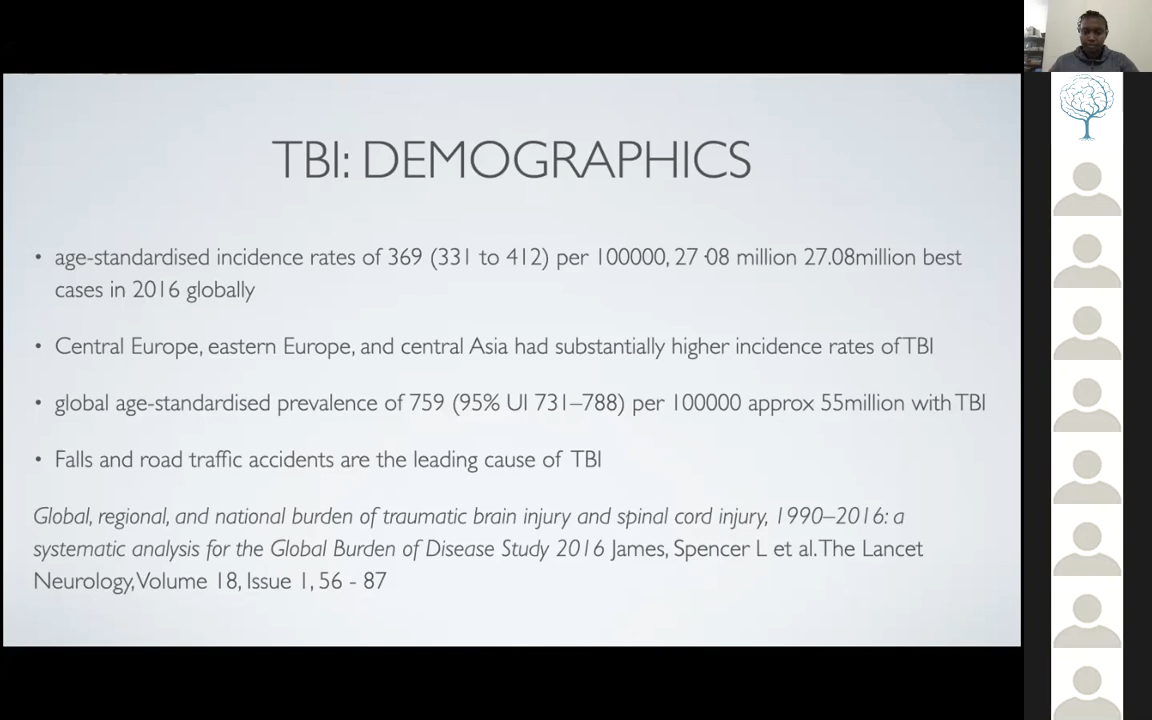 TBI: DEMOGRAPHICS
• age-standardised incidence rates of 369 (331 to 412) per 100000, 27·08 million 27.08million best
cases in 2016 globally
• Central Europe, eastern Europe, and central Asia had substantially higher incidence rates of TBI
• global age-standardised prevalence of 759 (95% UI 731–788) per 100000 approx 55million with TBI
• Falls and road traffic accidents are the leading cause of TBI
Global, regional, and national burden of traumatic brain injury and spinal cord injury, 1990–2016: a
systematic analysis for the Global Burden of Disease Study 2016 James, Spencer L et al. The Lancet
Neurology, Volume 18, Issue 1, 56 - 87